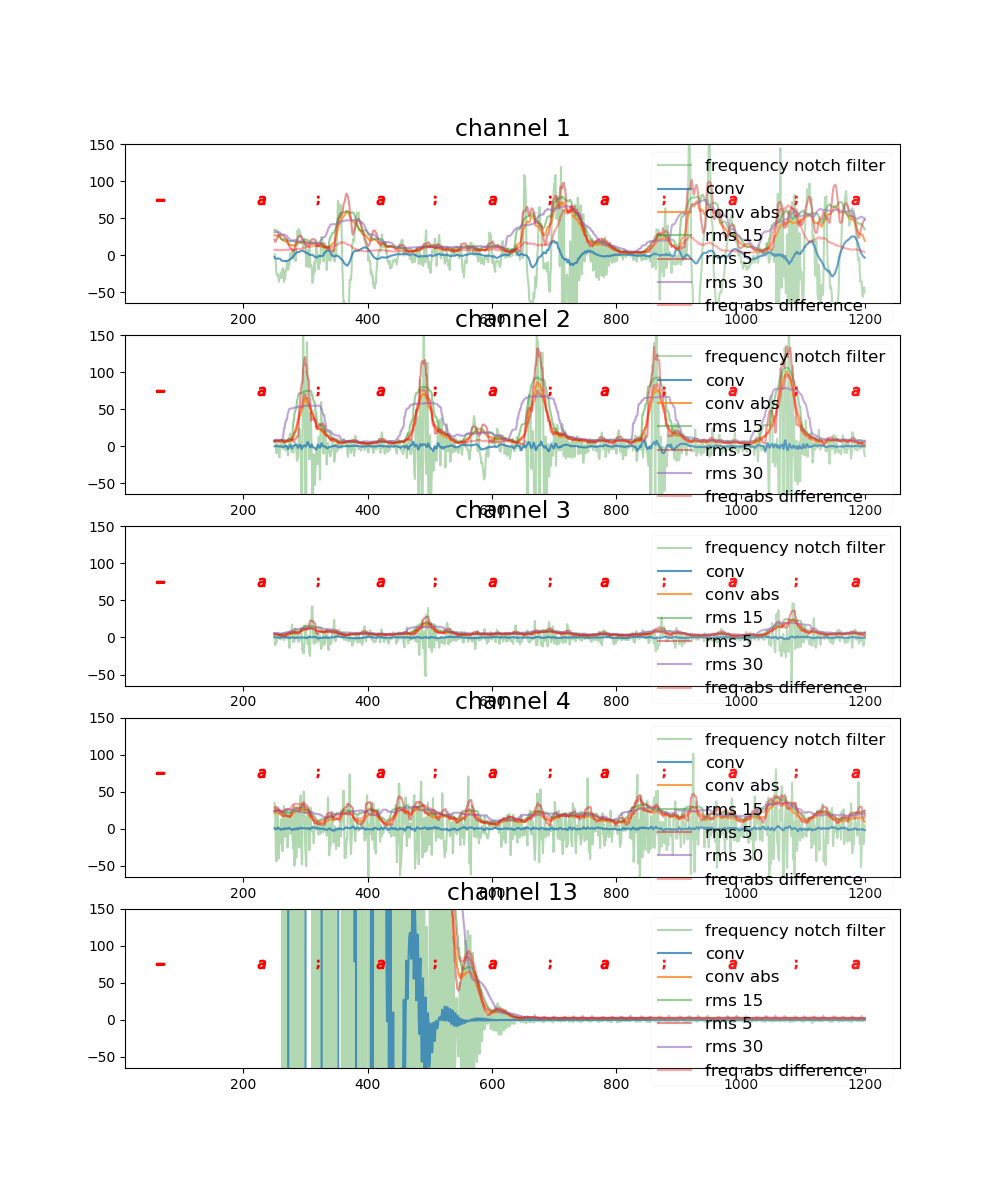 channel 1
150
100
50
0
−50
– a ; a ; a ; a ; a ; a
frequency notch filter
conv
conv abs
rms 15
rms 5
rms 30
freq abs difference
200 400 600 800 1000 1200
channel 2
150
100
50
0
−50
– a ; a ; a ; a ; a ; a
frequency notch filter
conv
conv abs
rms 15
rms 5
rms 30
freq abs difference
200 400 600 800 1000 1200
channel 3
150
100
50
0
−50
– a ; a ; a ; a ; a ; a
frequency notch filter
conv
conv abs
rms 15
rms 5
rms 30
freq abs difference
200 400 600 800 1000 1200
channel 4
150
100
50
0
−50
– a ; a ; a ; a ; a ; a
frequency notch filter
conv
conv abs
rms 15
rms 5
rms 30
freq abs difference
200 400 600 800 1000 1200
channel 13
150
100
50
0
−50
– a ; a ; a ; a ; a ; a
frequency notch filter
conv
conv abs
rms 15
rms 5
rms 30
freq abs difference
200 400 600 800 1000 1200